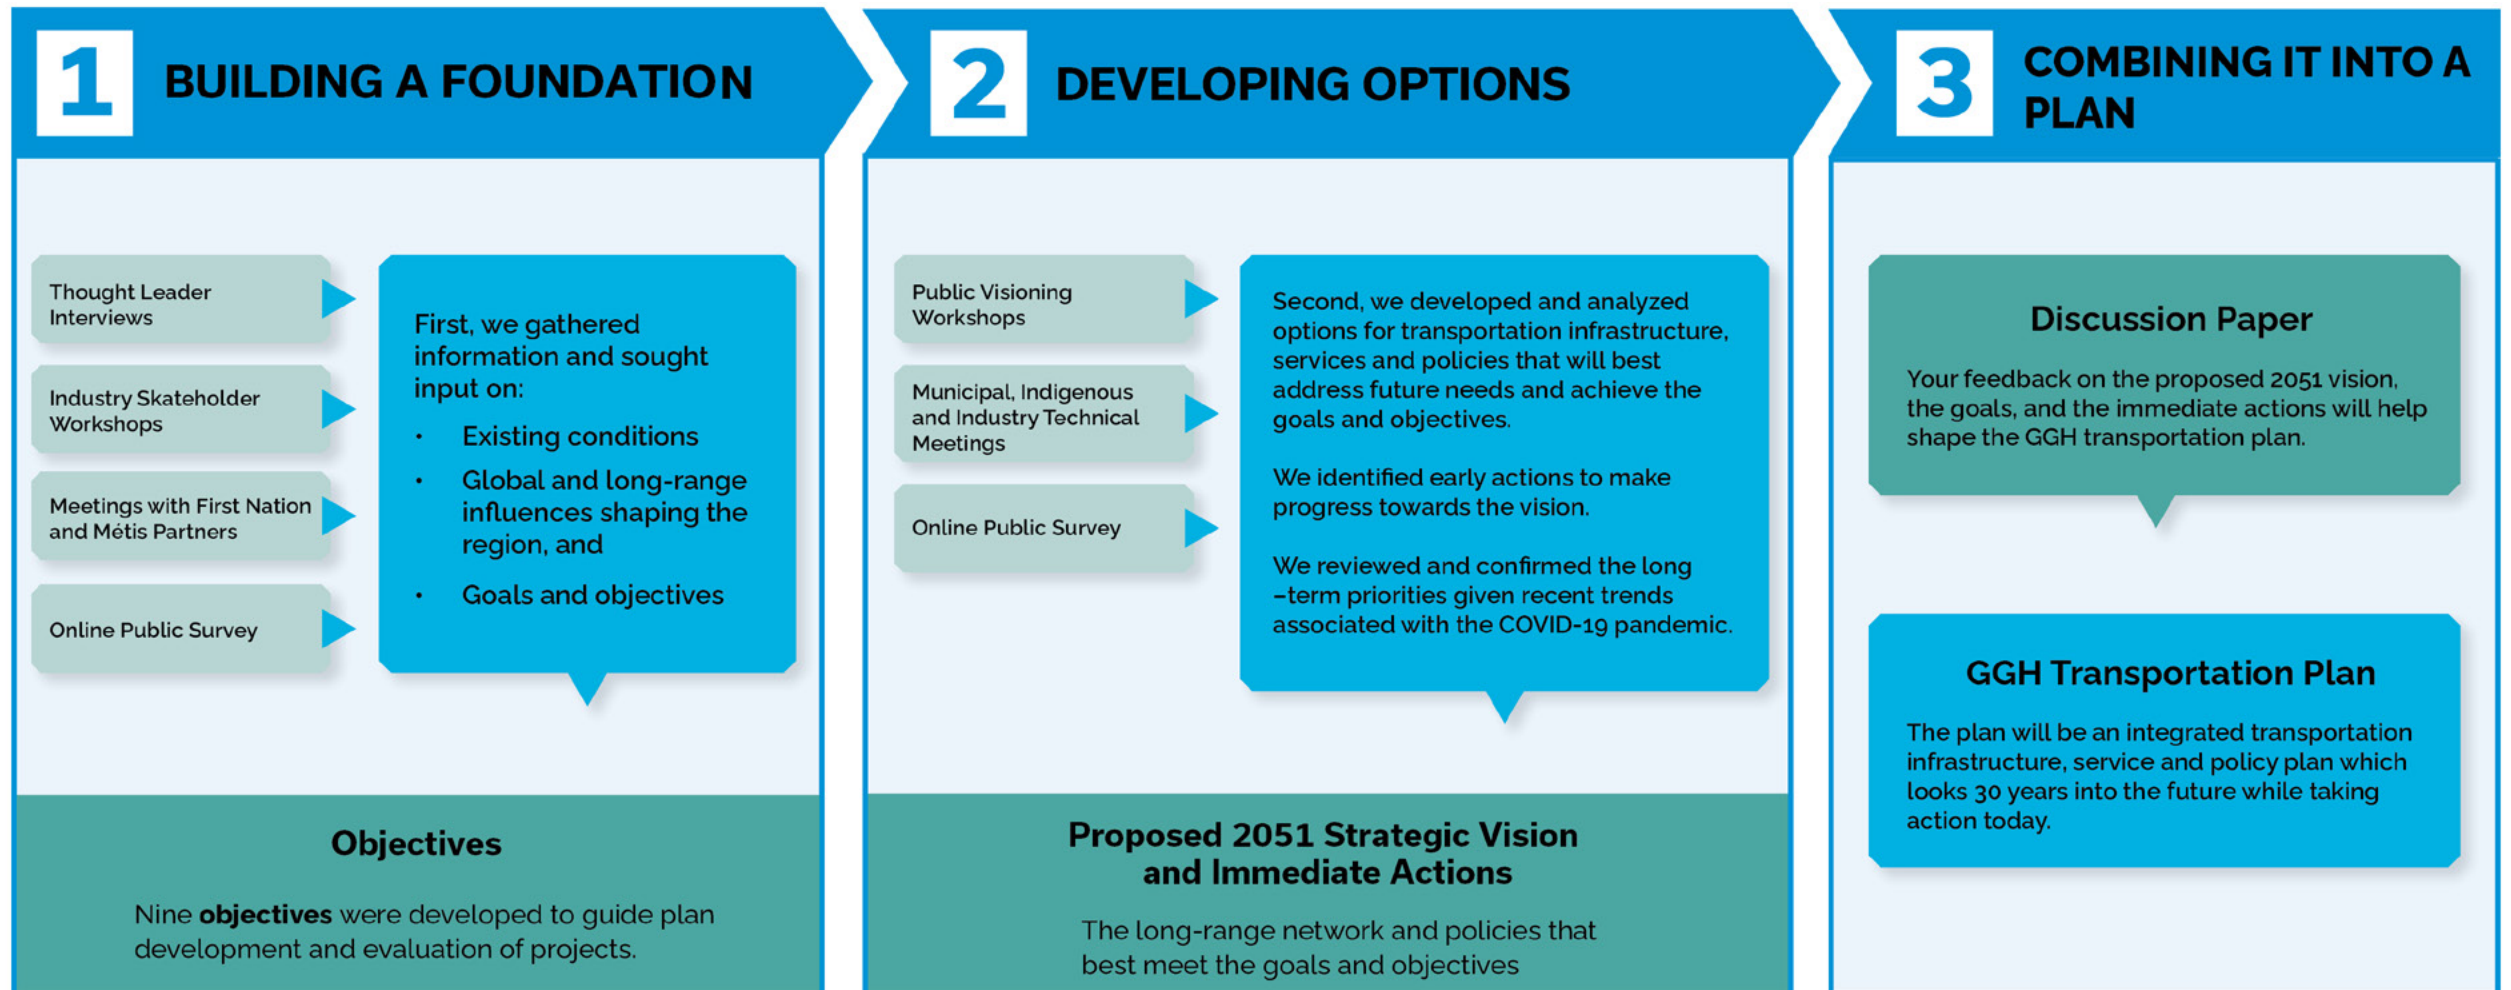 1
BUILDING A FOUNDATION
Thought Leader
Interviews
Industry Skateholder
Workshops
Meetings with First Nation
and Métis Partners
Online Public Survey
First, we gathered
information and sought
input on:
• Existing conditions
• Global and long-range
influences shaping the
region, and
• Goals and objectives
Objectives
Nine objectives were developed to guide plan
development and evaluation of projects.
2
DEVELOPING OPTIONS
Public Visioning
Workshops
Municipal, Indigenous
and Industry Technical
Meetings
Online Public Survey
Second, we developed and analyzed
options for transportation infrastructure,
services and policies that will best
address future needs and achieve the
goals and objectives.
We identified early actions to make
progress towards the vision.
We reviewed and confirmed the long
–term priorities given recent trends
associated with the COVID-19 pandemic.
Proposed 2051 Strategic Vision
and Immediate Actions
The long-range network and policies that
best meet the goals and objectives
3
COMBINING IT INTO A
PLAN
Discussion Paper
Your feedback on the proposed 2051 vision,
the goals, and the immediate actions will help
shape the GGH transportation plan.
GGH Transportation Plan
The plan will be an integrated transportation
infrastructure, service and policy plan which
looks 30 years into the future while taking
action today.